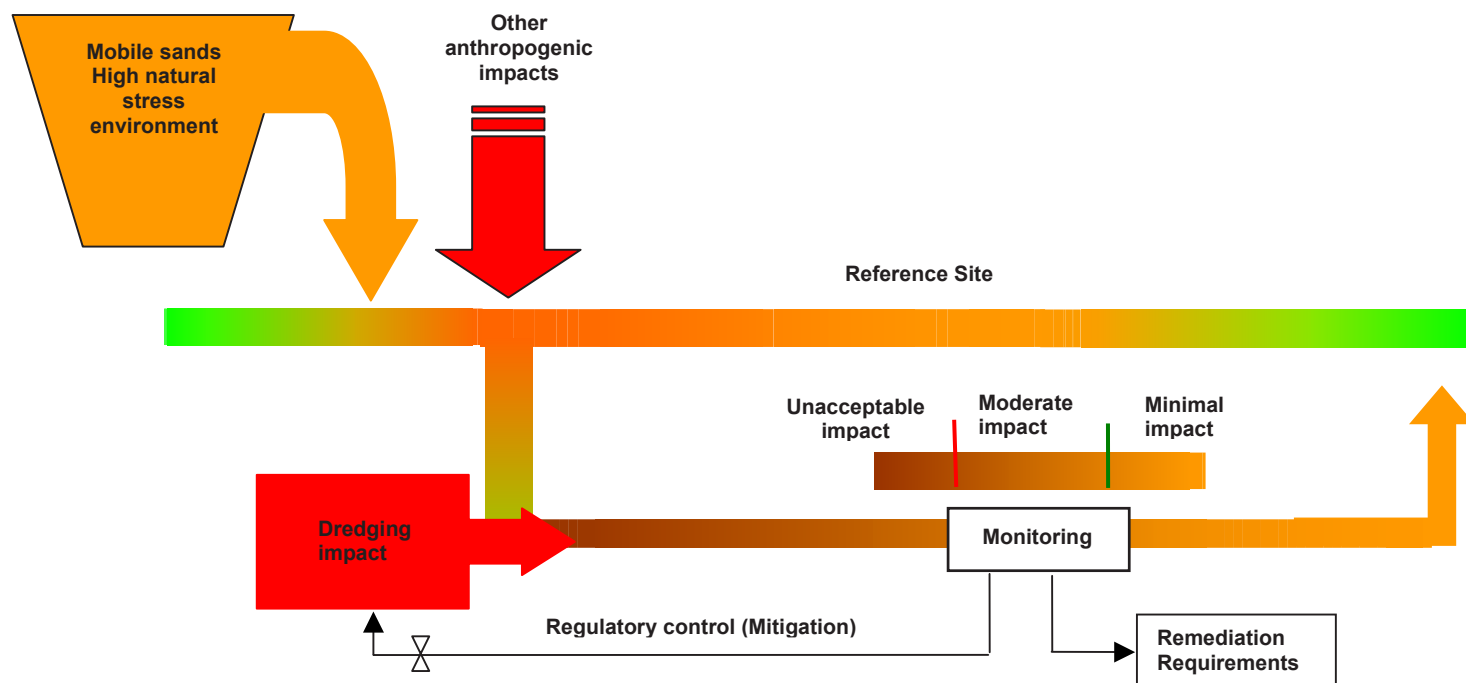 Mobile sands
High natural
stress
environment
Other
anthropogenic
impacts
Reference Site
Unacceptable
impact
Moderate
impact
Minimal
impact
Dredging
impact
Monitoring
Regulatory control (Mitigation)
Remediation
Requirements